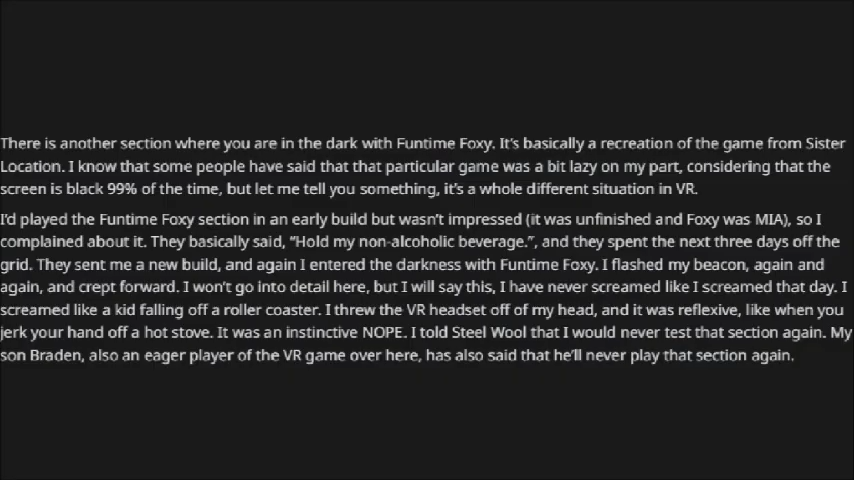 There is another section where you are in the dark with Funtime Foxy. It's basically a recreation of the game from Sister
Location. I know that some people have said that that particular game was a bit lazy on my part, considering that the
screen is black 99% of the time, but let me tell you something, it's a whole different situation in VR.
I'd played the Funtime Foxy section in an early build but wasn't impressed (it was unfinished and Foxy was MIA), so I
complained about it. They basically said, "Hold my non-alcoholic beverage.", and they spent the next three days off the
grid. They sent me a new build, and again I entered the darkness with Funtime Foxy. I flashed my beacon, again and
again, and crept forward. I won't go into detail here, but I will say this, I have never screamed like I screamed that day. I
screamed like a kid falling off a roller coaster. I threw the VR headset off of my head, and it was reflexive, like when you
jerk your hand off a hot stove. It was an instinctive NOPE. I told Steel Wool that I would never test that section again. My
son Braden, also an eager player of the VR game over here, has also said that he'll never play that section again.